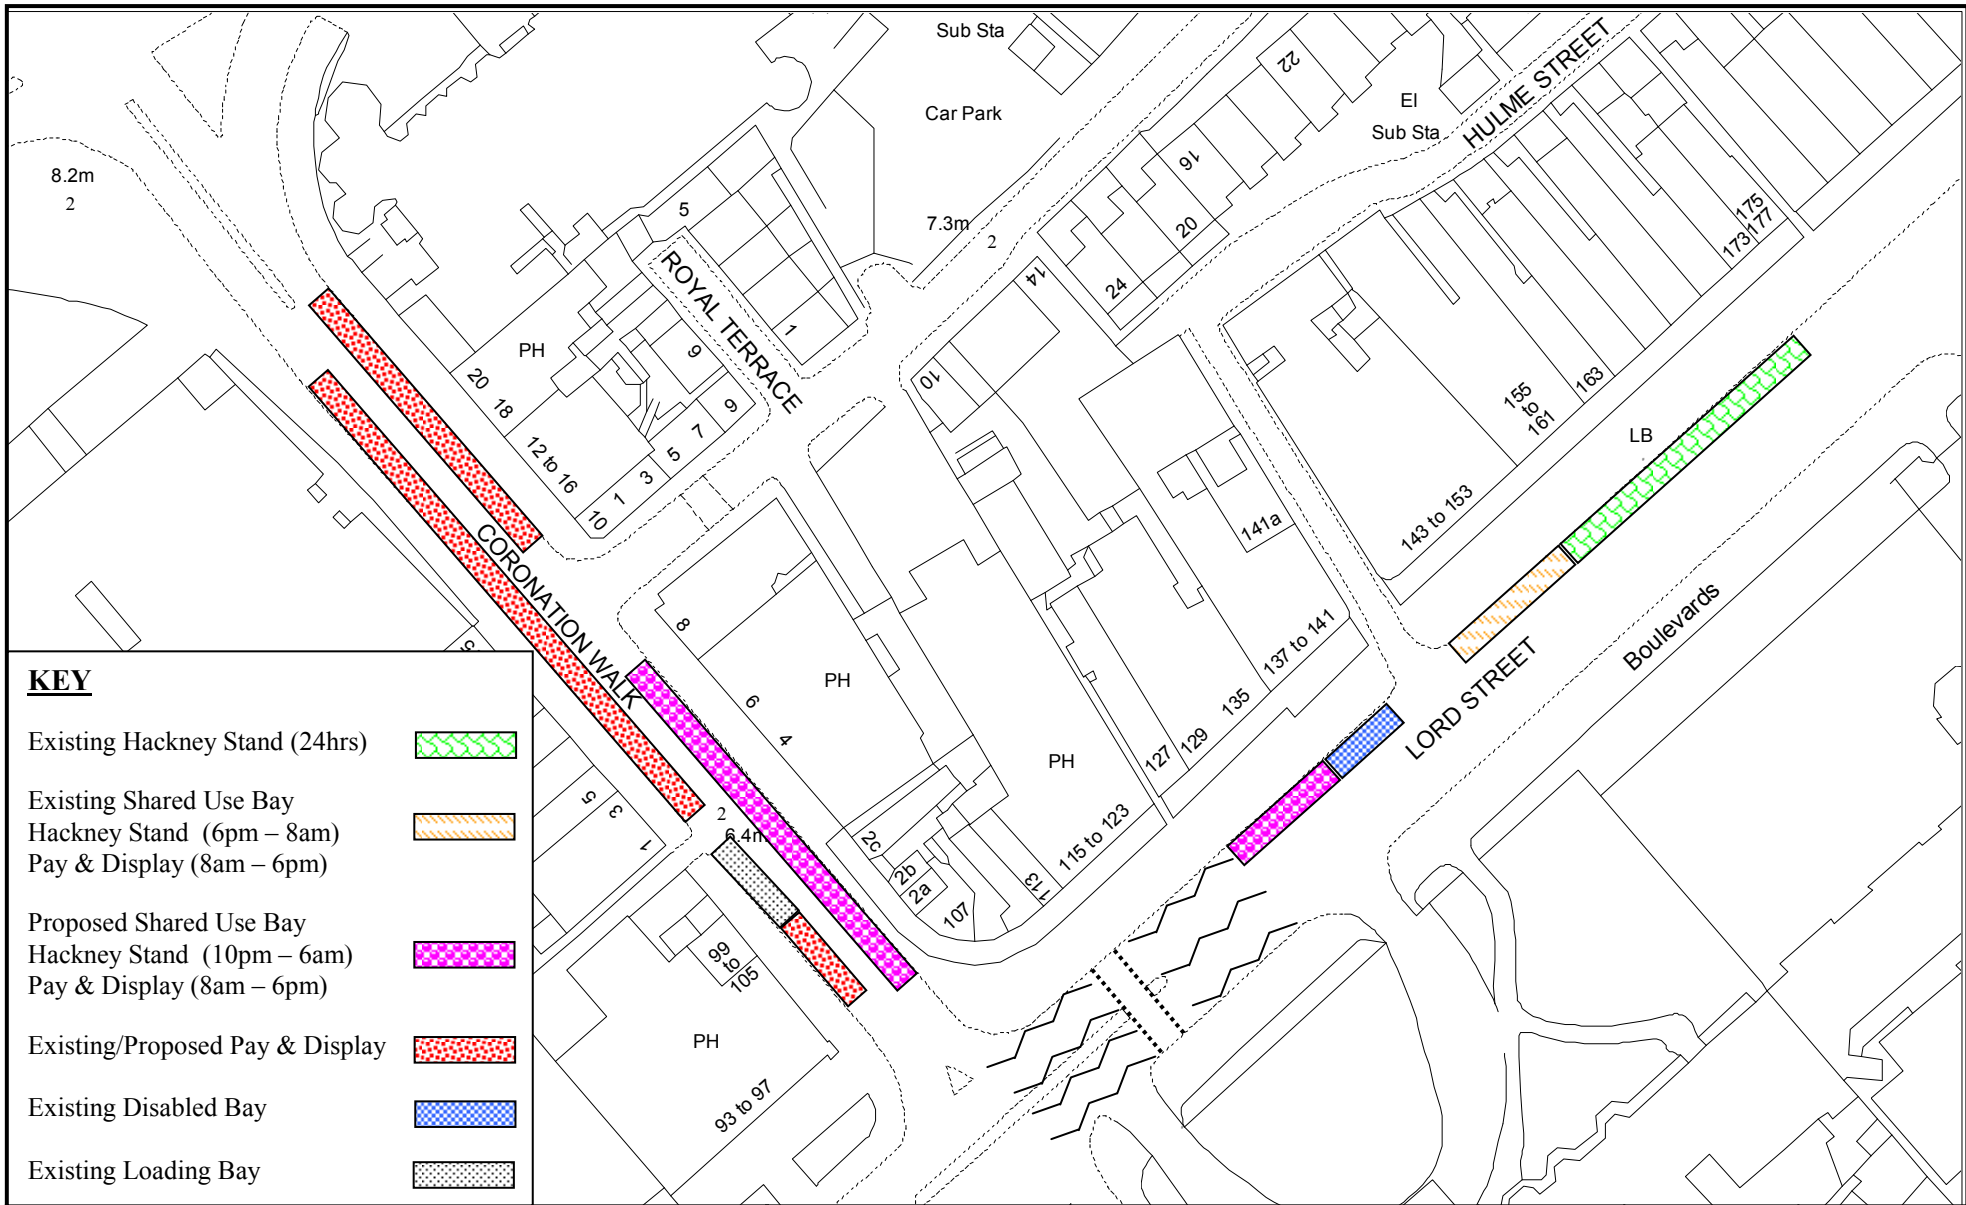 Sub Sta
Car Park
8.2m
2
7.3m
2
22
16
20
24
14
10
El
Sub Sta
HULME STREET
175
177
173
163
155
to
161
LB
143 to 153
141a
137 to 141
135
129
127
115 to 123
113
107
LORD STREET
Boulevards
5
ROYAL TERRACE
1
9
9
7
5
3
1
10
PH
20
18
12 to 16
CORONATION WALK
8
6
4
PH
PH
2c
2b
2a
2
6.4m
5
5
3
1
99
to
105
PH
93 to 97
KEY
Existing Hackney Stand (24hrs)
Existing Shared Use Bay
Hackney Stand (6pm – 8am)
Pay & Display (8am – 6pm)
Proposed Shared Use Bay
Hackney Stand (10pm – 6am)
Pay & Display (8am – 6pm)
Existing/Proposed Pay & Display
Existing Disabled Bay
Existing Loading Bay